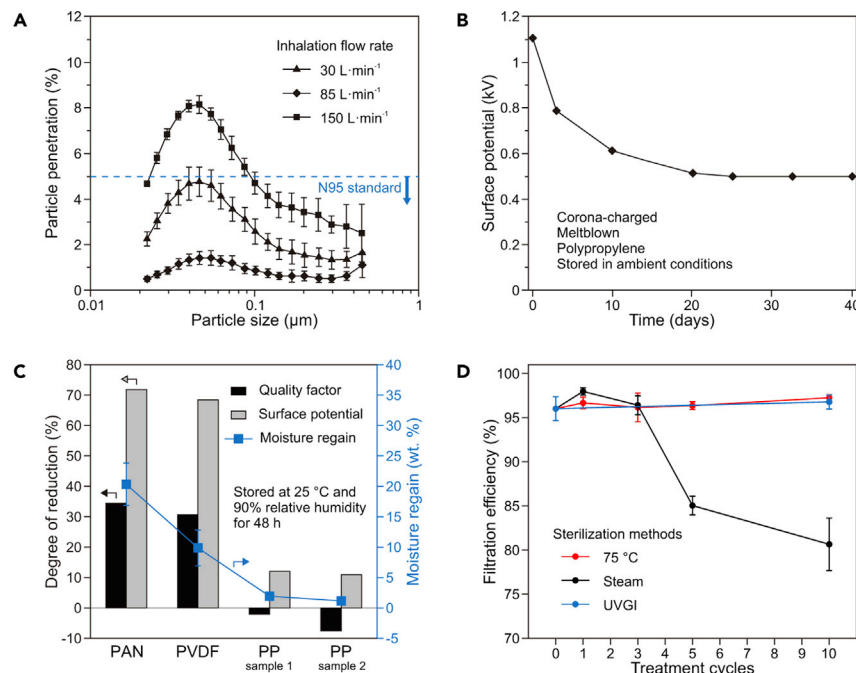 A
12
10
8
6
4
2
0
Particle penetration (%)
Inhalation flow rate
30 L·min⁻¹
85 L·min⁻¹
150 L·min⁻¹
N95 standard
0.01
0.1
1
Particle size (µm)
B
1.2
1
0.8
0.6
0.4
0.2
0
Surface potential (kV)
Corona-charged
Meltblown
Polypropylene
Stored in ambient conditions
0
10
20
30
40
Time (days)
C
80
70
60
50
40
30
20
10
0
-10
Degree of reduction (%)
Quality factor
Surface potential
Moisture regain
Stored at 25 °C and
90% relative humidity
for 48 h
40
35
30
25
20
15
10
5
0
-5
Moisture regain (wt. %)
PAN
PVDF
PP
sample 1
PP
sample 2
D
100
95
90
85
80
75
70
Filtration efficiency (%)
Sterilization methods
75 °C
Steam
UVGI
0
1
2
3
4
5
6
7
8
9
10
Treatment cycles